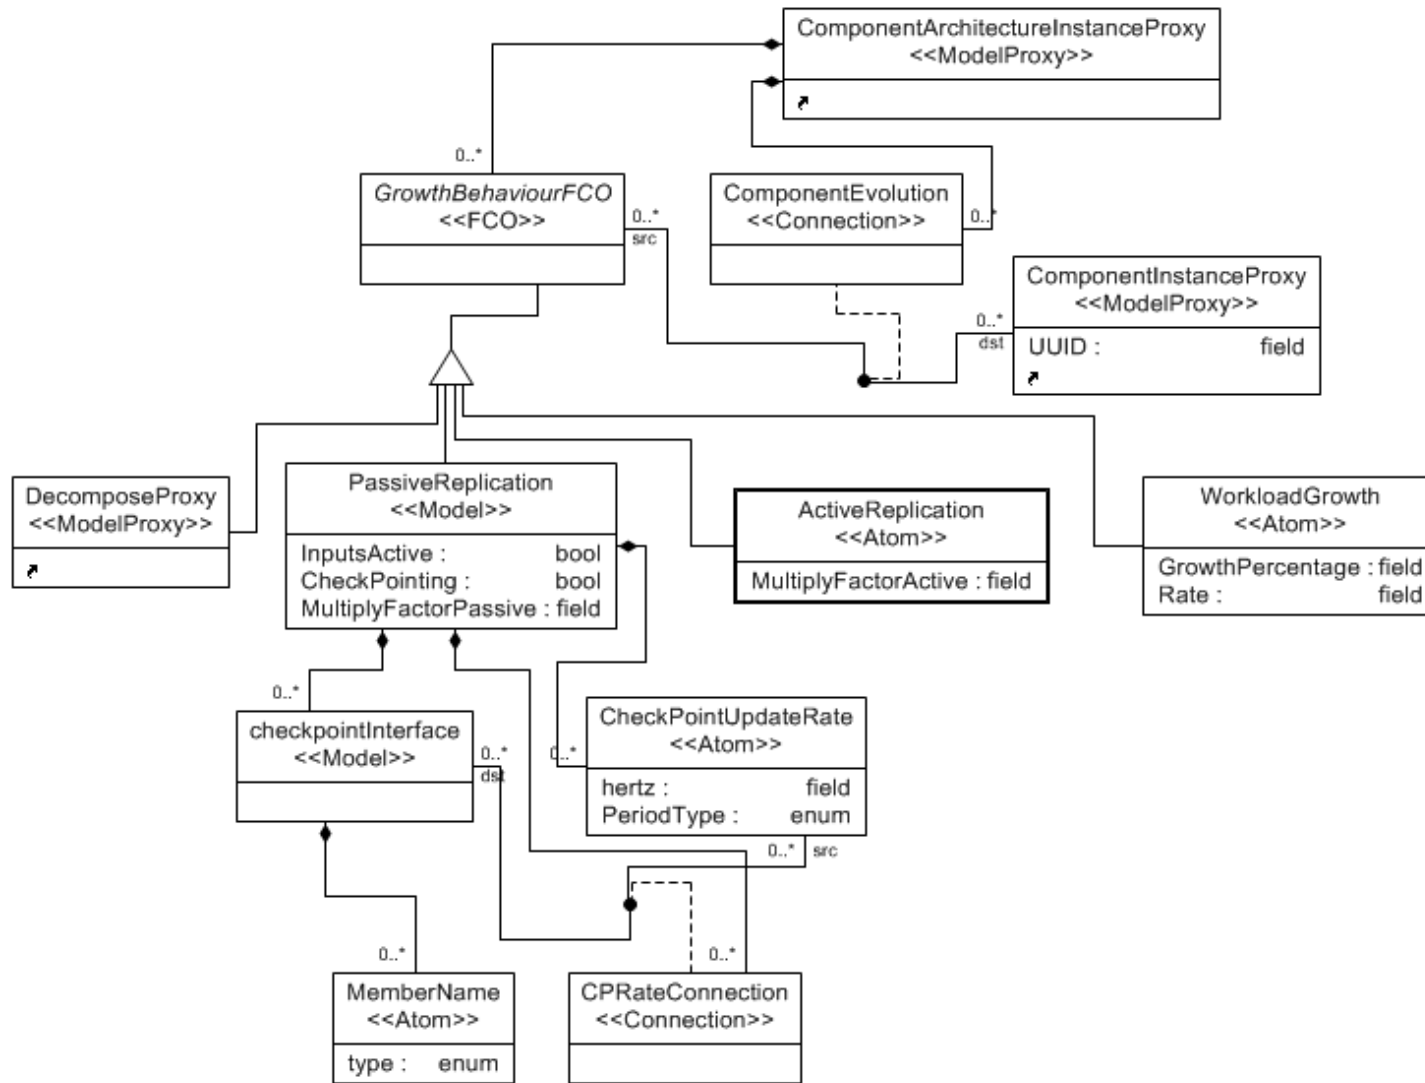 ComponentArchitectureInstanceProxy
<<ModelProxy>>
0..*
GrowthBehaviourFCO
<<FCO>>
0..*
src
ComponentEvolution
<<Connection>>
0..*
ComponentInstanceProxy
<<ModelProxy>>
UUID : field
0..*
dst
DecomposeProxy
<<ModelProxy>>
PassiveReplication
<<Model>>
InputsActive : bool
CheckPointing : bool
MultiplyFactorPassive : field
ActiveReplication
<<Atom>>
MultiplyFactorActive : field
WorkloadGrowth
<<Atom>>
GrowthPercentage : field
Rate : field
0..*
checkpointInterface
<<Model>>
0..*
dst
0..*
CheckPointUpdateRate
<<Atom>>
hertz : field
PeriodType : enum
0..* src
0..*
MemberName
<<Atom>>
type : enum
0..*
CPRateConnection
<<Connection>>